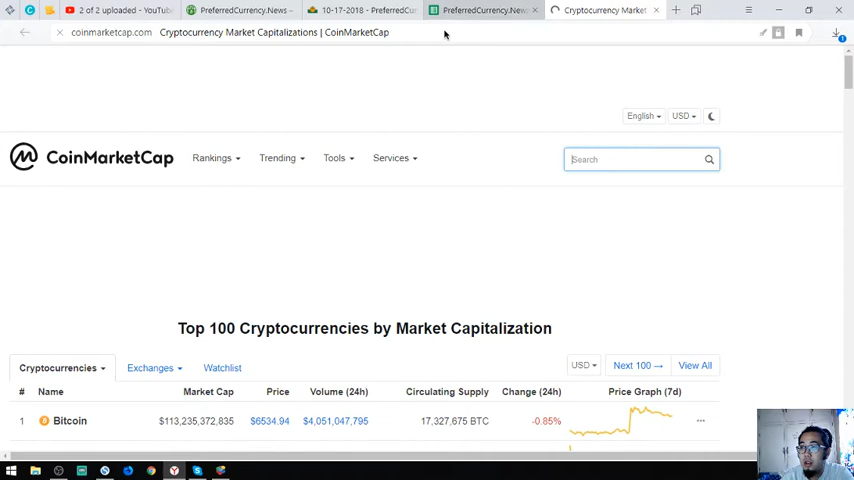 2 of 2 uploaded - YouTube
PreferredCurrency.News –
10-17-2018 - PreferredCu
PreferredCurrency.News
Cryptocurrency Market
coinmarketcap.com Cryptocurrency Market Capitalizations | CoinMarketCap
1
English USD
CoinMarketCap Rankings Trending Tools Services Search
Top 100 Cryptocurrencies by Market Capitalization
Cryptocurrencies Exchanges Watchlist USD Next 100 → View All
# Name Market Cap Price Volume (24h) Circulating Supply Change (24h) Price Graph (7d)
1 Bitcoin $113,235,372,835 $6534.94 $4,051,047,795 17,327,675 BTC -0.85%